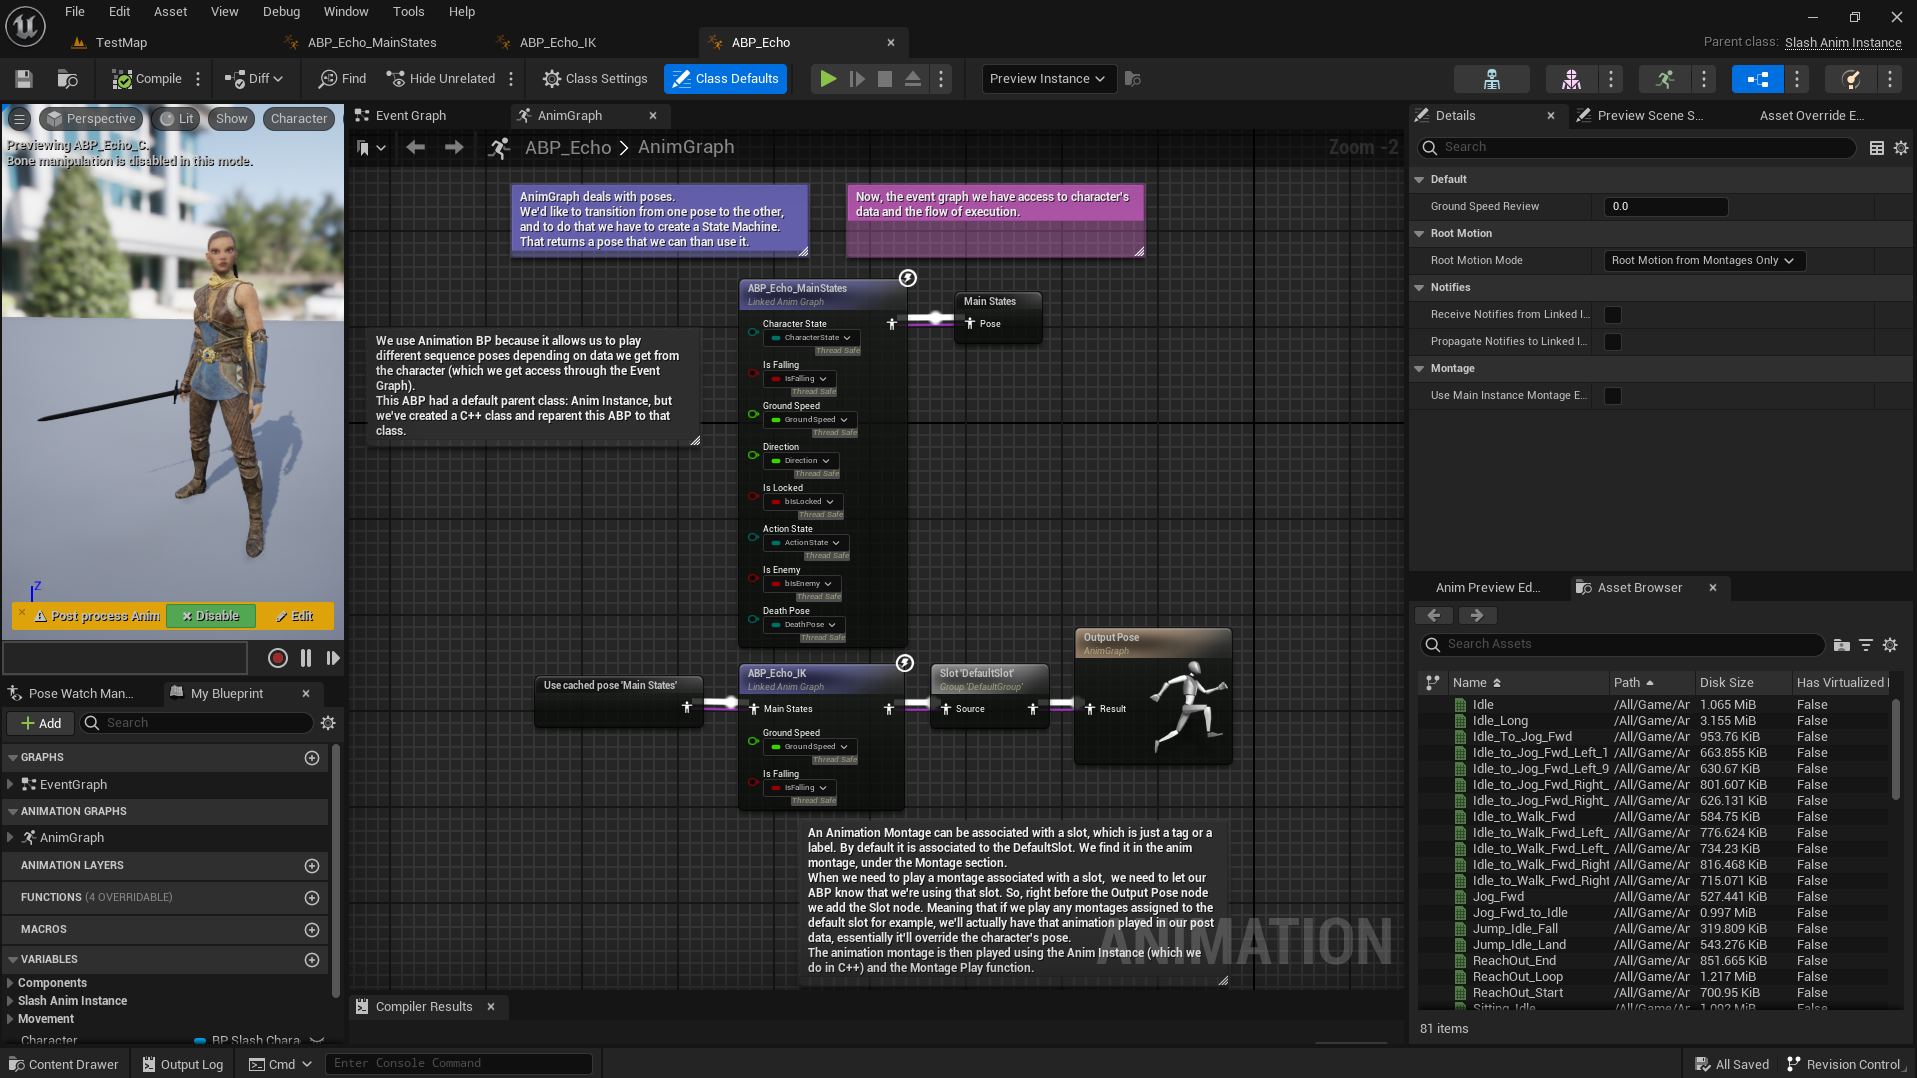 File Edit Asset View Debug Window Tools Help
TestMap ABP_Echo_MainStates ABP_Echo_IK ABP_Echo
Parent class: Slash Anim Instance
Compile Diff Find Hide Unrelated Class Settings Class Defaults Preview Instance
Perspective Lit Show Character
Previewing ABP_Echo_C.
Bone manipulation is disabled in this mode.
Z
Post process Anim Disable Edit
Pose Watch Man... My Blueprint
Add Search
GRAPHS
EventGraph
ANIMATION GRAPHS
AnimGraph
ANIMATION LAYERS
FUNCTIONS (4 OVERRIDABLE)
MACROS
VARIABLES
Components
Slash Anim Instance
Movement
Character BP Slash Chara
Event Graph AnimGraph
ABP_Echo > AnimGraph
Zoom -2
AnimGraph deals with poses.
We'd like to transition from one pose to the other,
and to do that we have to create a State Machine.
That returns a pose that we can than use it.
Now, the event graph we have access to character's
data and the flow of execution.
We use Animation BP because it allows us to play
different sequence poses depending on data we get from
the character (which we get access through the Event
Graph).
This ABP had a default parent class: Anim Instance, but
we've created a C++ class and reparent this ABP to that
class.
ABP_Echo_MainStates
Linked Anim Graph
Character State
CharacterState
Thread Safe
Is Falling
IsFalling
Thread Safe
Ground Speed
GroundSpeed
Thread Safe
Direction
Direction
Thread Safe
Is Locked
bIsLocked
Thread Safe
Action State
ActionState
Thread Safe
Is Enemy
bIsEnemy
Thread Safe
Death Pose
DeathPose
Thread Safe
Main States
Pose
Use cached pose 'Main States'
ABP_Echo_IK
Linked Anim Graph
Main States
Ground Speed
GroundSpeed
Thread Safe
Is Falling
IsFalling
Thread Safe
Slot 'DefaultSlot'
Group 'DefaultGroup'
Source
Output Pose
AnimGraph
Result
An Animation Montage can be associated with a slot, which is just a tag or a
label. By default it is associated to the DefaultSlot. We find it in the anim
montage, under the Montage section.
When we need to play a montage associated with a slot,  we need to let our
ABP know that we're using that slot. So, right before the Output Pose node
we add the Slot node. Meaning that if we play any montages assigned to the
default slot for example, we'll actually have that animation played in our post
data, essentially it'll override the character's pose.
The animation montage is then played using the Anim Instance (which we
do in C++) and the Montage Play function.
ANIMATION
Compiler Results
Details Preview Scene S... Asset Override E...
Search
Default
Ground Speed Review 0.0
Root Motion
Root Motion Mode Root Motion from Montages Only
Notifies
Receive Notifies from Linked I...
Propagate Notifies to Linked I...
Montage
Use Main Instance Montage E...
Anim Preview Ed... Asset Browser
Search Assets
Name Path Disk Size Has Virtualized
Idle /All/Game/Ar 1.065 MiB False
Idle_Long /All/Game/Ar 3.155 MiB False
Idle_To_Jog_Fwd /All/Game/Ar 953.76 KiB False
Idle_to_Jog_Fwd_Left_1 /All/Game/Ar 663.855 KiB False
Idle_to_Jog_Fwd_Left_9 /All/Game/Ar 630.67 KiB False
Idle_to_Jog_Fwd_Right_ /All/Game/Ar 801.607 KiB False
Idle_to_Jog_Fwd_Right_ /All/Game/Ar 626.131 KiB False
Idle_to_Walk_Fwd /All/Game/Ar 584.75 KiB False
Idle_to_Walk_Fwd_Left_ /All/Game/Ar 776.624 KiB False
Idle_to_Walk_Fwd_Left_ /All/Game/Ar 734.23 KiB False
Idle_to_Walk_Fwd_Right /All/Game/Ar 816.468 KiB False
Idle_to_Walk_Fwd_Right /All/Game/Ar 715.071 KiB False
Jog_Fwd /All/Game/Ar 527.441 KiB False
Jog_Fwd_to_Idle /All/Game/Ar 0.997 MiB False
Jump_Idle_Fall /All/Game/Ar 319.809 KiB False
Jump_Idle_Land /All/Game/Ar 543.276 KiB False
ReachOut_End /All/Game/Ar 851.665 KiB False
ReachOut_Loop /All/Game/Ar 1.217 MiB False
ReachOut_Start /All/Game/Ar 700.95 KiB False
Sitting_Idle /All/Game/Ar 1.092 MiB False
81 items
Content Drawer Output Log Cmd Enter Console Command All Saved Revision Control